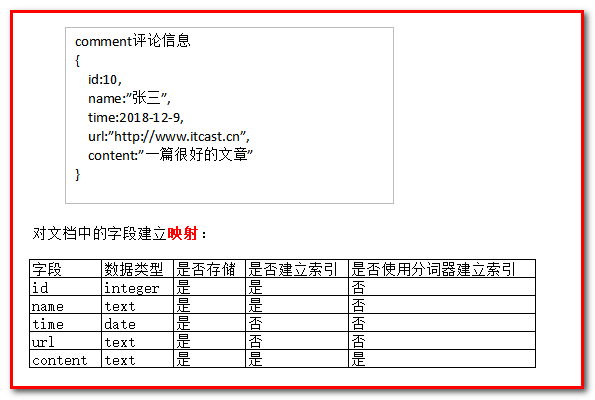 comment评论信息
{
id:10,
name:”张三”,
time:2018-12-9,
url:”http://www.itcast.cn”,
content:”一篇很好的文章”
}
对文档中的字段建立映射：
字段 数据类型 是否存储 是否建立索引 是否使用分词器建立索引
id integer 是 是 否
name text 是 是 否
time date 是 否 否
url text 是 否 否
content text 是 是 是